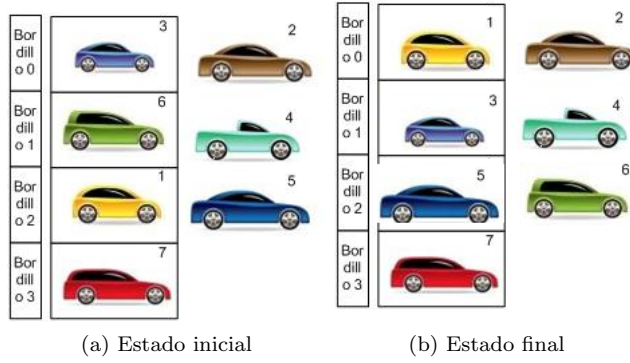 Bor
dill
o 0
3
2
Bor
dill
o 1
6
4
Bor
dill
o 2
1
5
Bor
dill
o 3
7
(a) Estado inicial
Bor
dill
o 0
1
2
Bor
dill
o 1
3
4
Bor
dill
o 2
5
6
Bor
dill
o 3
7
(b) Estado final